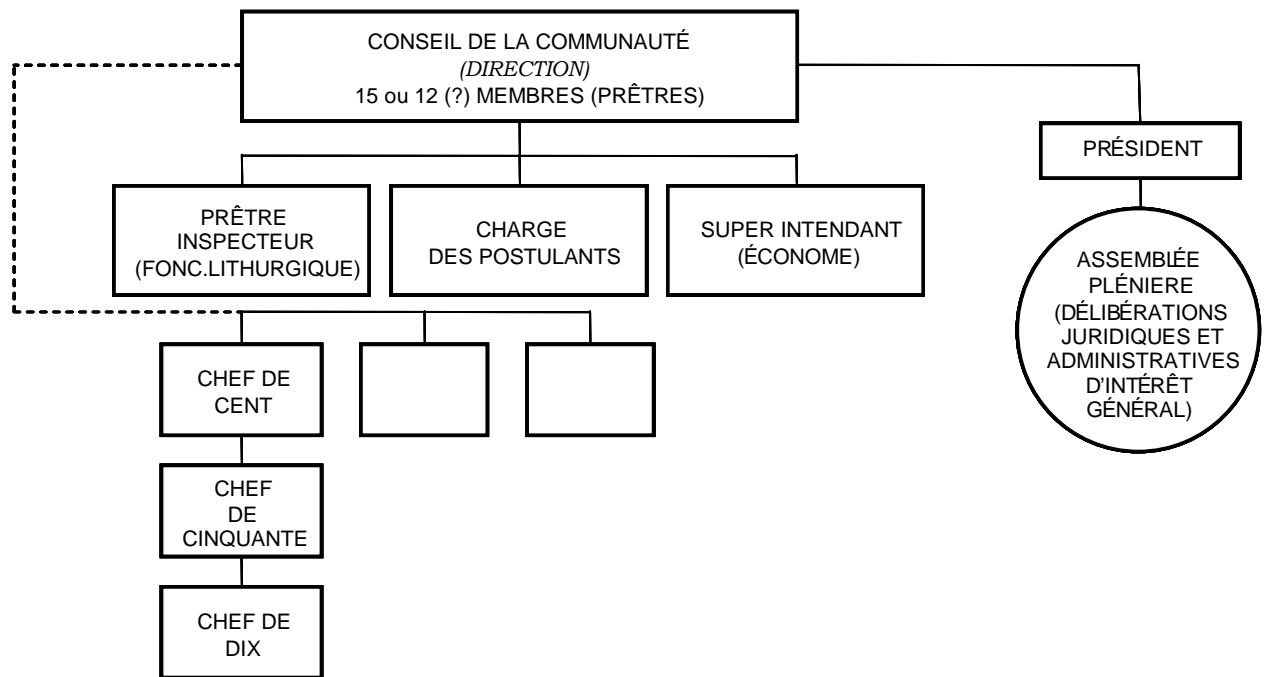 CONSEIL DE LA COMMUNAUTÉ
(DIRECTION)
15 ou 12 (?) MEMBRES (PRÊTRES)
PRÉSIDENT
PRÊTRE
INSPECTEUR
(FONC.LITHURGIQUE)
CHARGE
DES POSTULANTS
SUPER INTENDANT
(ÉCONOME)
ASSEMBLÉE
PLÉNIERE
(DÉLIBÉRATIONS
JURIDIQUES ET
ADMINISTRATIVES
D'INTÉRÊT
GÉNÉRAL)
CHEF DE
CENT
CHEF
DE
CINQUANTE
CHEF DE
DIX